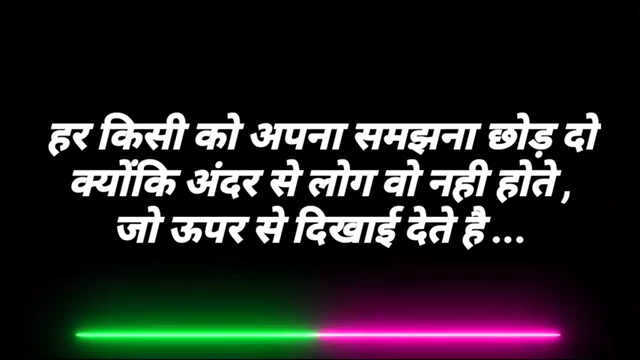 हर किसी को अपना समझना छोड़ दो
क्योंकि अंदर से लोग वो नही होते ,
जो ऊपर से दिखाई देते है ...